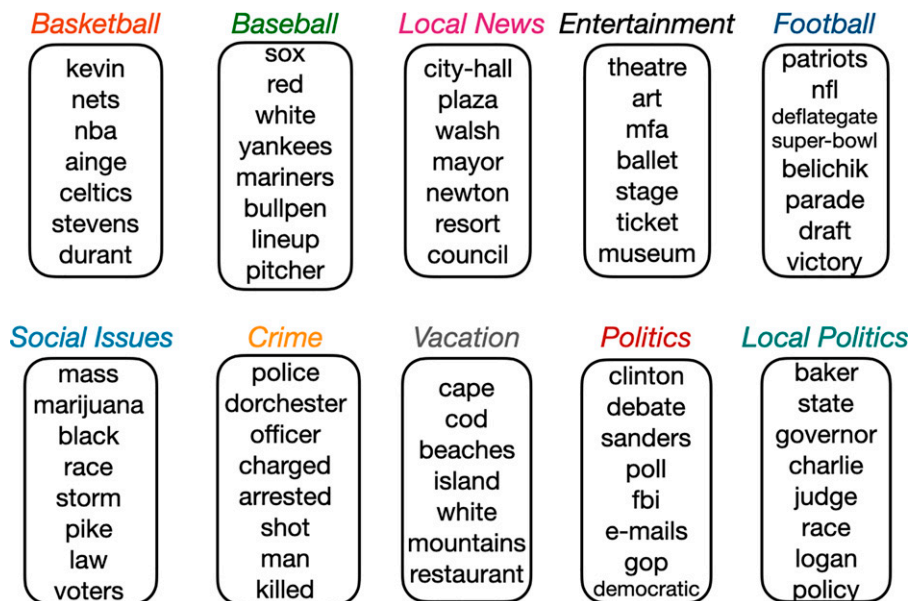 Basketball
kevin
nets
nba
ainge
celtics
stevens
durant
Baseball
sox
red
white
yankees
mariners
bullpen
lineup
pitcher
Local News
city-hall
plaza
walsh
mayor
newton
resort
council
Entertainment
theatre
art
mfa
ballet
stage
ticket
museum
Football
patriots
nfl
deflategate
super-bowl
belichik
parade
draft
victory
Social Issues
mass
marijuana
black
race
storm
pike
law
voters
Crime
police
dorchester
officer
charged
arrested
shot
man
killed
Vacation
cape
cod
beaches
island
white
mountains
restaurant
Politics
clinton
debate
sanders
poll
fbi
e-mails
gop
democratic
Local Politics
baker
state
governor
charlie
judge
race
logan
policy